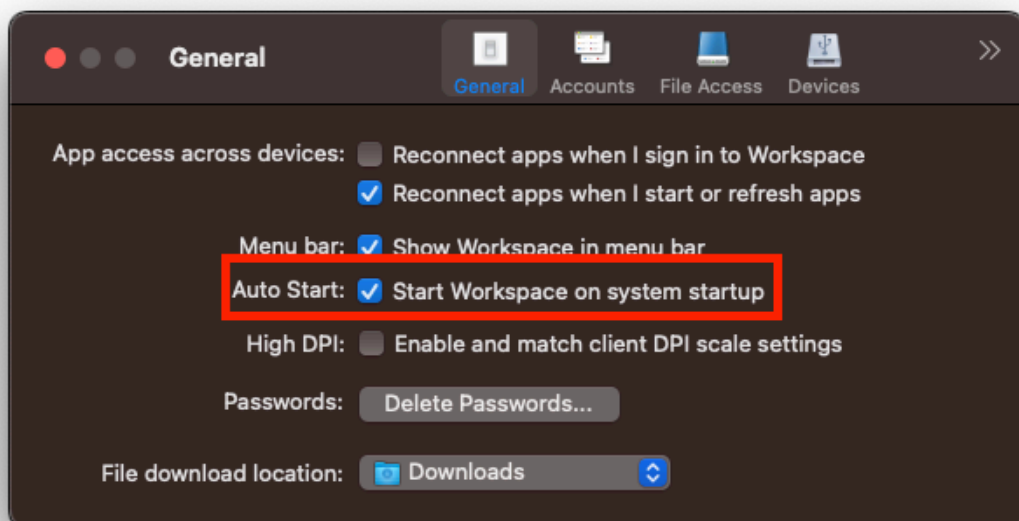 General
General Accounts File Access Devices
App access across devices: Reconnect apps when I sign in to Workspace
Reconnect apps when I start or refresh apps
Menu bar: Show Workspace in menu bar
Auto Start: Start Workspace on system startup
High DPI: Enable and match client DPI scale settings
Passwords: Delete Passwords...
File download location: Downloads